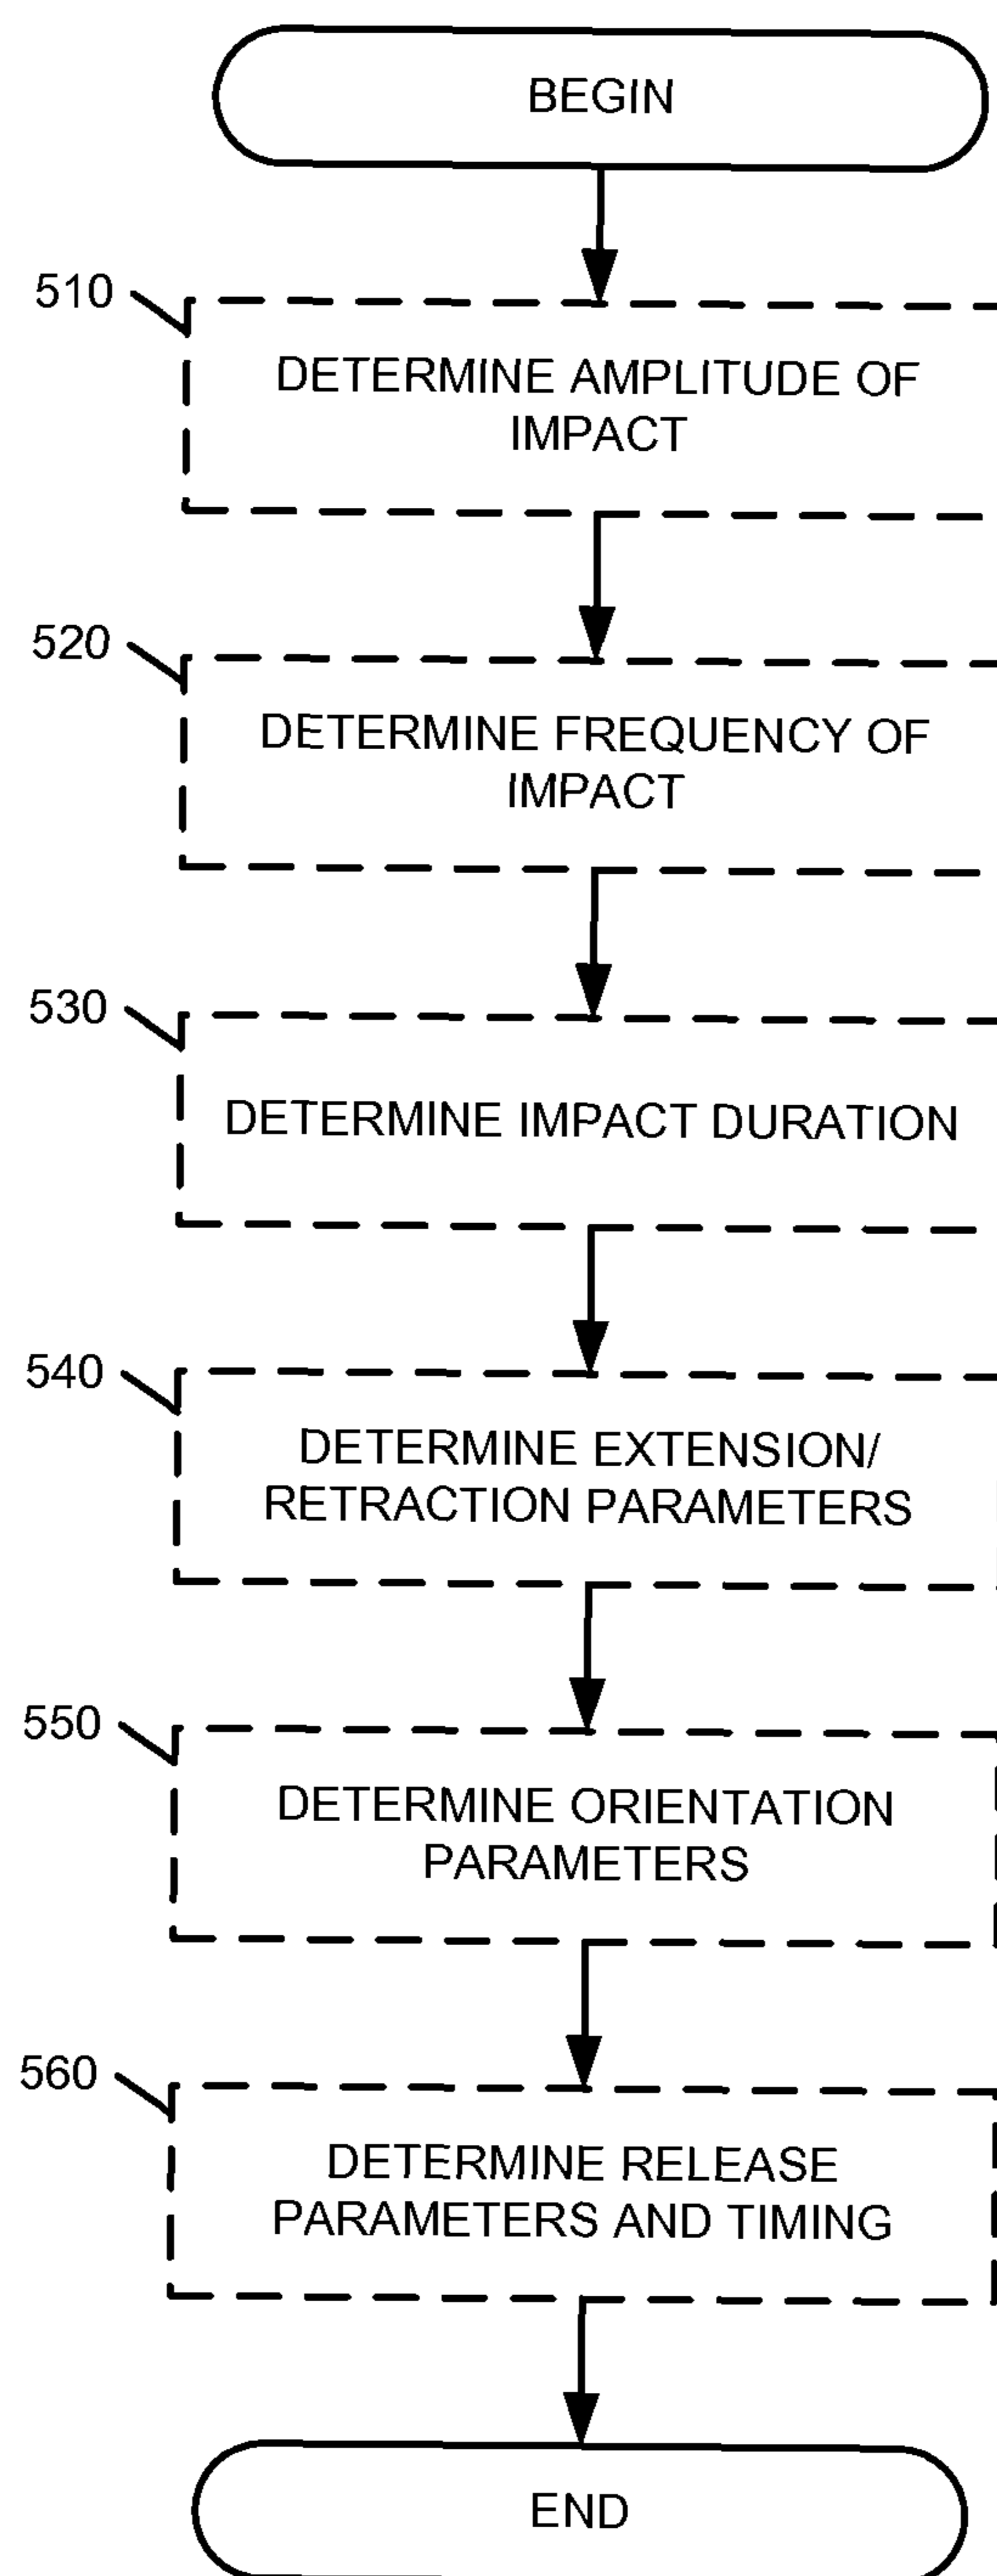 BEGIN
510
DETERMINE AMPLITUDE OF
IMPACT
520
DETERMINE FREQUENCY OF
IMPACT
530
DETERMINE IMPACT DURATION
540
DETERMINE EXTENSION/
RETRACTION PARAMETERS
550
DETERMINE ORIENTATION
PARAMETERS
560
DETERMINE RELEASE
PARAMETERS AND TIMING
END